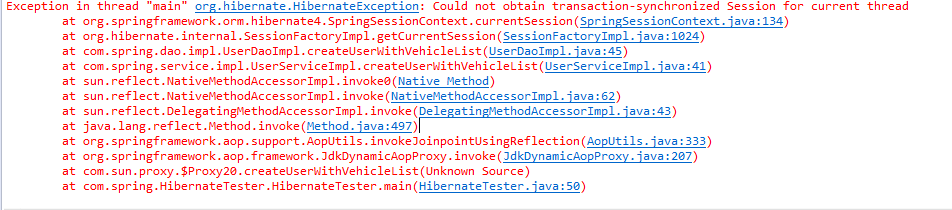 Exception in thread "main" org.hibernate.HibernateException: Could not obtain transaction-synchronized Session for current thread
at org.springframework.orm.hibernate4.SpringSessionContext.currentSession(SpringSessionContext.java:134)
at org.hibernate.internal.SessionFactoryImpl.getCurrentSession(SessionFactoryImpl.java:1024)
at com.spring.dao.impl.UserDaoImpl.createUserWithVehicleList(UserDaoImpl.java:45)
at com.spring.service.impl.UserServiceImpl.createUserWithVehicleList(UserServiceImpl.java:41)
at sun.reflect.NativeMethodAccessorImpl.invoke0(Native Method)
at sun.reflect.NativeMethodAccessorImpl.invoke(NativeMethodAccessorImpl.java:62)
at sun.reflect.DelegatingMethodAccessorImpl.invoke(DelegatingMethodAccessorImpl.java:43)
at java.lang.reflect.Method.invoke(Method.java:497)
at org.springframework.aop.support.AopUtils.invokeJoinpointUsingReflection(AopUtils.java:333)
at org.springframework.aop.framework.JdkDynamicAopProxy.invoke(JdkDynamicAopProxy.java:207)
at com.sun.proxy.$Proxy20.createUserWithVehicleList(Unknown Source)
at com.spring.HibernateTester.HibernateTester.main(HibernateTester.java:50)